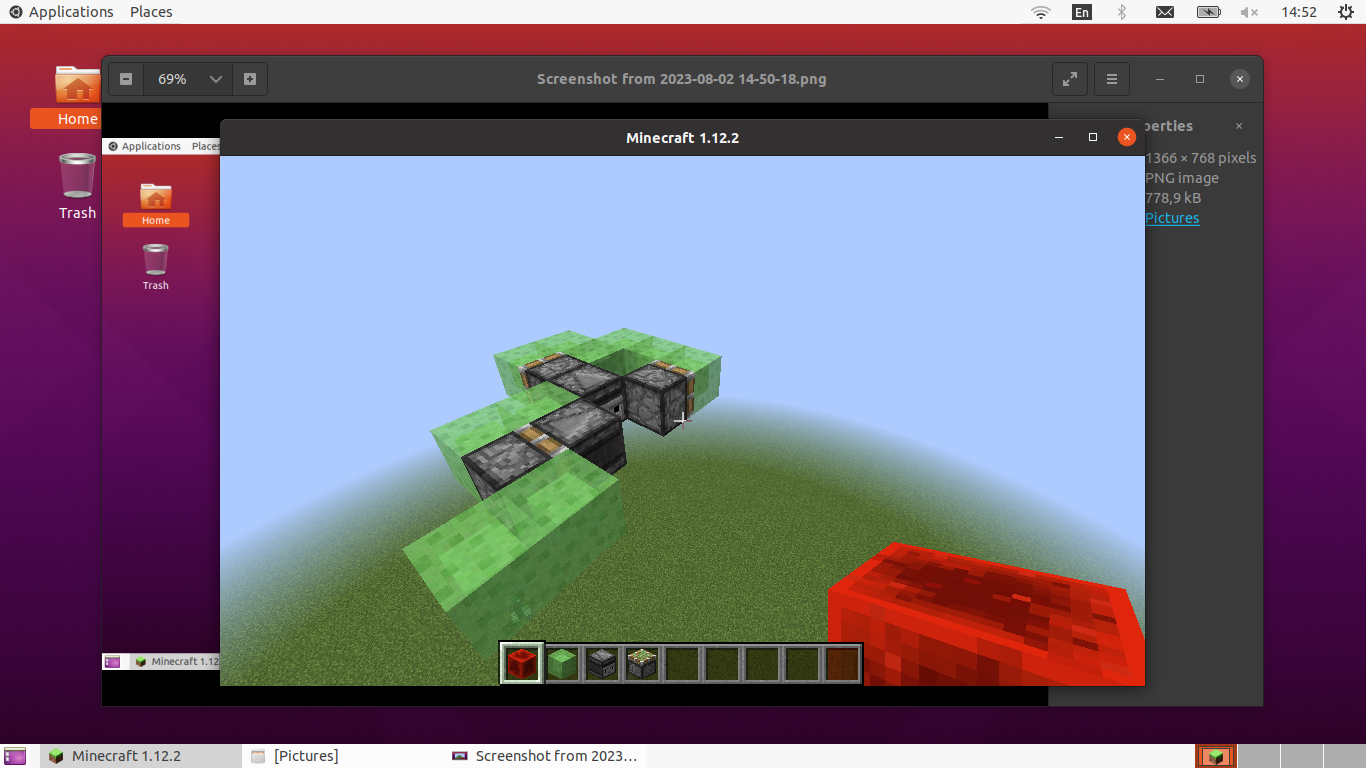 Applications Places
En
14:52
Home
Trash
69%
Screenshot from 2023-08-02 14-50-18.png
Applications Places
Home
Trash
Minecraft 1.12
Minecraft 1.12.2
perties
1366 × 768 pixels
PNG image
778,9 kB
Pictures
Minecraft 1.12.2
[Pictures]
Screenshot from 2023…